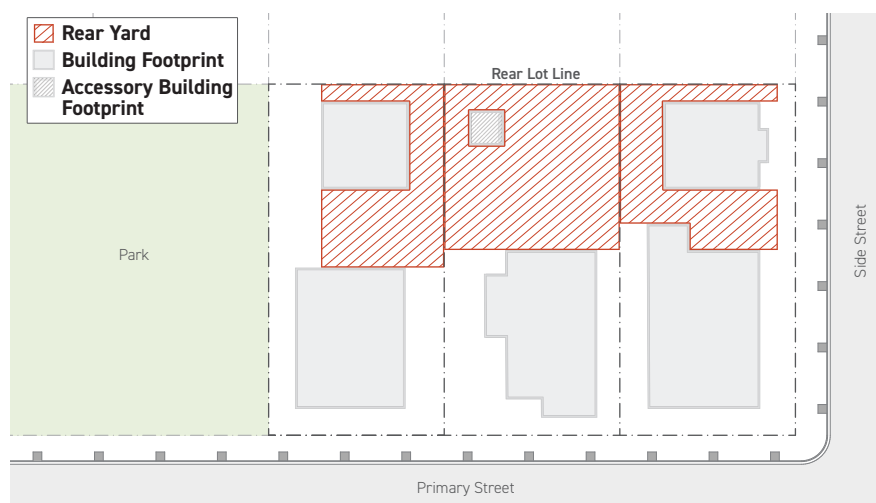 Rear Yard
Building Footprint
Accessory Building
Footprint
Rear Lot Line
Park
Side Street
Primary Street